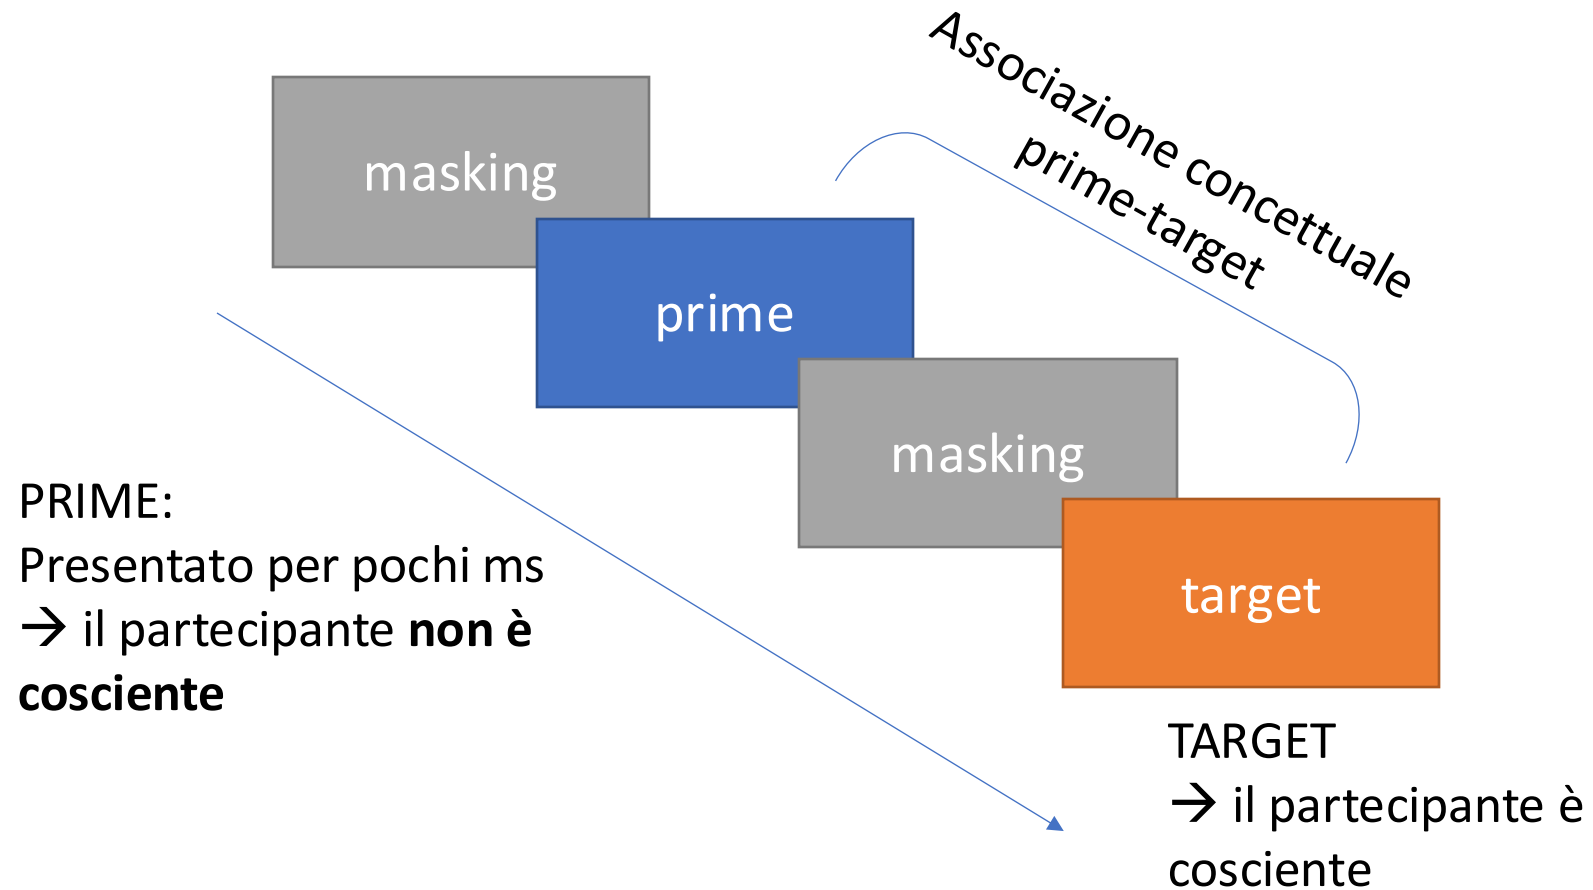 Associazione concettuale
prime-target
masking
prime
masking
target
PRIME:
Presentato per pochi ms
→ il partecipante non è
cosciente
TARGET
→ il partecipante è
cosciente